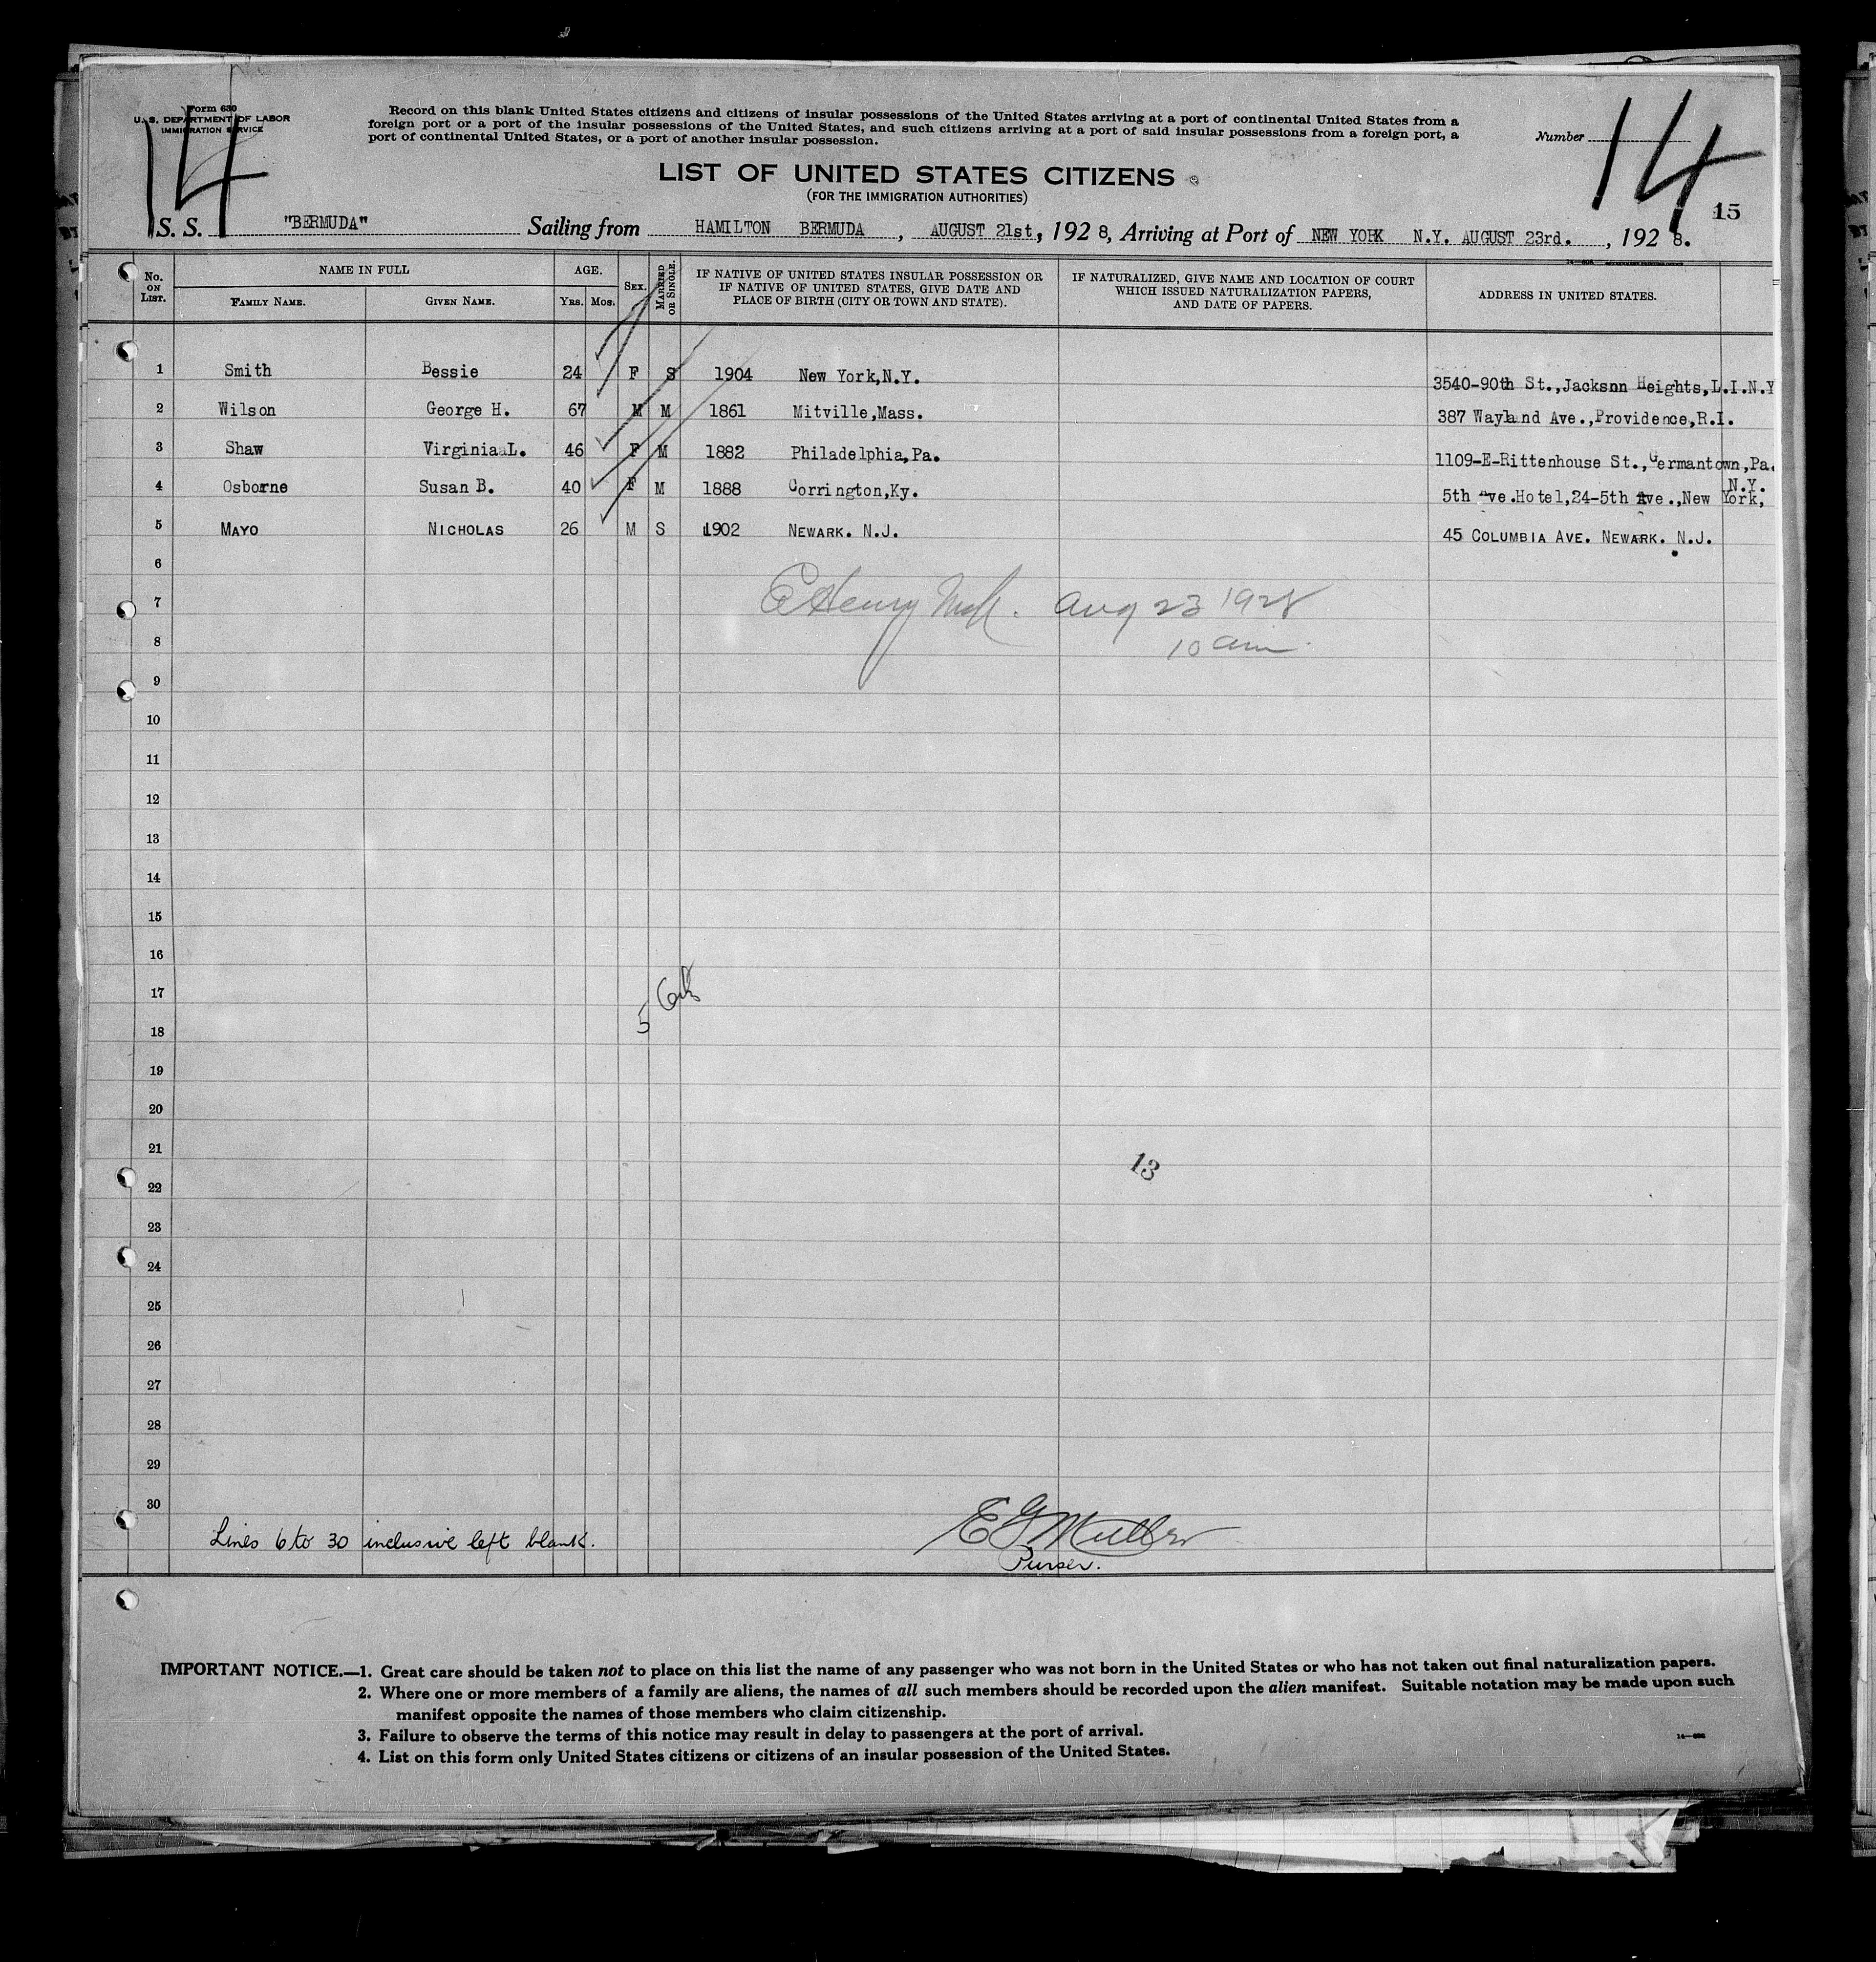 Form 630
U. S. DEPARTMENT OF LABOR
IMMIGRATION SERVICE
14
Record on this blank United States citizens and citizens of insular possessions of the United States arriving at a port of continental United States from a
foreign port or a port of the insular possessions of the United States, and such citizens arriving at a port of said insular possessions from a foreign port, a
port of continental United States, or a port of another insular possession.
Number
14
LIST OF UNITED STATES CITIZENS
(FOR THE IMMIGRATION AUTHORITIES)
15
S. S. "BERMUDA" Sailing from HAMILTON BERMUDA, AUGUST 21st, 1928, Arriving at Port of NEW YORK N.Y. AUGUST 23rd., 1928.
No. ON LIST. NAME IN FULL AGE. SEX. MARRIED OR SINGLE. IF NATIVE OF UNITED STATES INSULAR POSSESSION OR IF NATIVE OF UNITED STATES, GIVE DATE AND PLACE OF BIRTH (CITY OR TOWN AND STATE). IF NATURALIZED, GIVE NAME AND LOCATION OF COURT WHICH ISSUED NATURALIZATION PAPERS, AND DATE OF PAPERS. ADDRESS IN UNITED STATES.
FAMILY NAME. GIVEN NAME. Yrs. Mos.
1 Smith Bessie 24 F S 1904 New York,N.Y. 3540-90th St.,Jacksnn Heights,L.I.N.Y
2 Wilson George H. 67 M M 1861 Mitville,Mass. 387 Wayland Ave.,Providence,R.I.
3 Shaw VirginiaaL. 46 F M 1882 Philadelphia,Pa. 1109-E-Rittenhouse St.,Germantown,Pa.
4 Osborne Susan B. 40 F M 1888 Corrington,Ky. 5th Ave.Hotel,24-5th Ave.,New York, N.Y.
5 MAYO NICHOLAS 26 M S 1902 NEWARK. N.J. 45 COLUMBIA AVE. NEWARK. N.J.
6
7 Henry Aug 23 1928
8 10 am
9
10
11
12
13
14
15
16
17
18 5
19
20
21 13
22
23
24
25
26
27
28
29
30
Lines 6 to 30 inclusive left blank.
E G Muller
Purser.
IMPORTANT NOTICE.—1. Great care should be taken not to place on this list the name of any passenger who was not born in the United States or who has not taken out final naturalization papers.
2. Where one or more members of a family are aliens, the names of all such members should be recorded upon the alien manifest. Suitable notation may be made upon such
manifest opposite the names of those members who claim citizenship.
3. Failure to observe the terms of this notice may result in delay to passengers at the port of arrival.
4. List on this form only United States citizens or citizens of an insular possession of the United States.